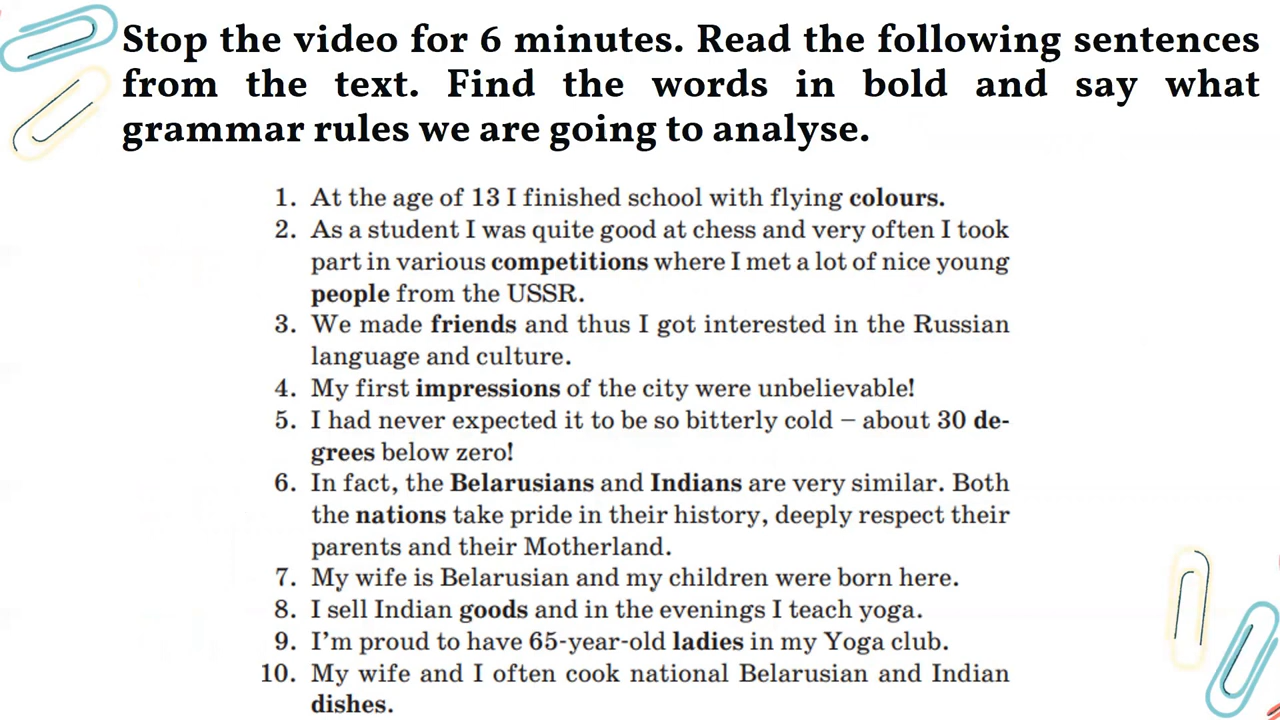 Stop the video for 6 minutes. Read the following sentences
from the text. Find the words in bold and say what
grammar rules we are going to analyse.
1. At the age of 13 I finished school with flying colours.
2. As a student I was quite good at chess and very often I took
part in various competitions where I met a lot of nice young
people from the USSR.
3. We made friends and thus I got interested in the Russian
language and culture.
4. My first impressions of the city were unbelievable!
5. I had never expected it to be so bitterly cold – about 30 de-
grees below zero!
6. In fact, the Belarusians and Indians are very similar. Both
the nations take pride in their history, deeply respect their
parents and their Motherland.
7. My wife is Belarusian and my children were born here.
8. I sell Indian goods and in the evenings I teach yoga.
9. I'm proud to have 65-year-old ladies in my Yoga club.
10. My wife and I often cook national Belarusian and Indian
dishes.